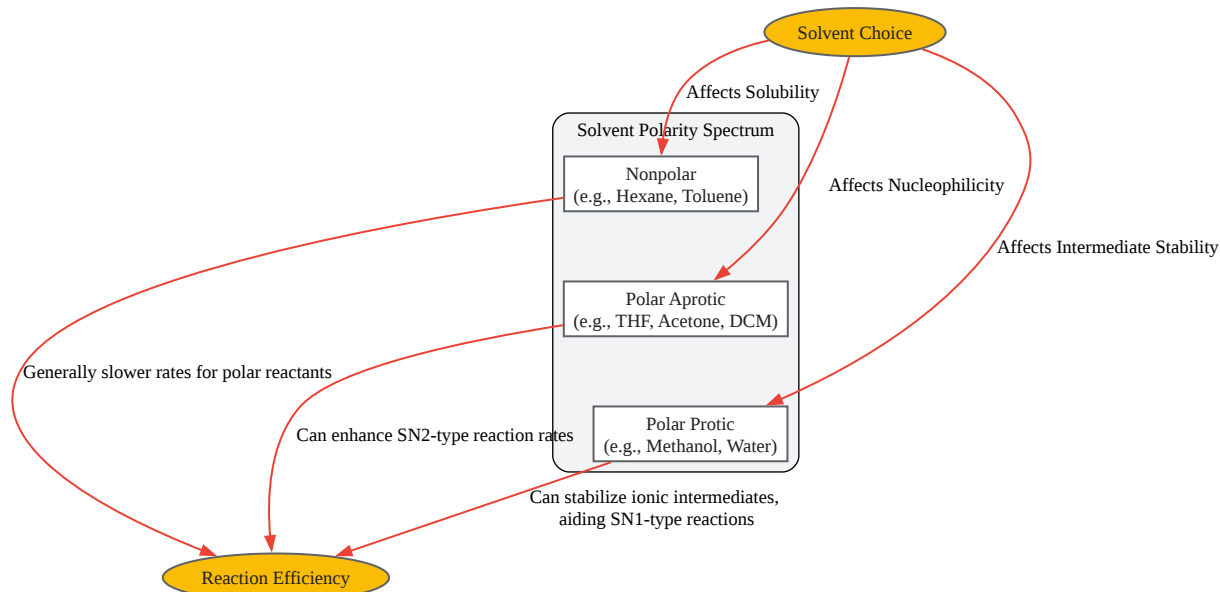 Solvent Choice
Affects Solubility
Solvent Polarity Spectrum
Nonpolar
(e.g., Hexane, Toluene)
Affects Nucleophilicity
Affects Intermediate Stability
Polar Aprotic
(e.g., THF, Acetone, DCM)
Generally slower rates for polar reactants
Polar Protic
(e.g., Methanol, Water)
Can enhance SN2-type reaction rates
Can stabilize ionic intermediates,
aiding SN1-type reactions
Reaction Efficiency